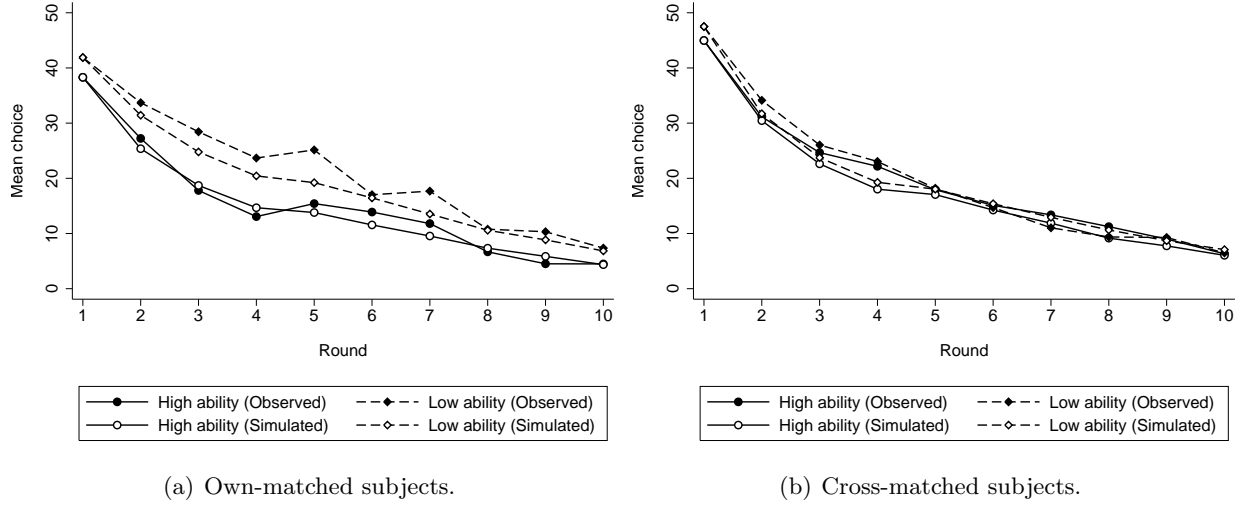 50
40
30
20
10
0
Mean choice
1 2 3 4 5 6 7 8 9 10
Round
High ability (Observed) Low ability (Observed)
High ability (Simulated) Low ability (Simulated)
(a) Own-matched subjects.
50
40
30
20
10
0
Mean choice
1 2 3 4 5 6 7 8 9 10
Round
High ability (Observed) Low ability (Observed)
High ability (Simulated) Low ability (Simulated)
(b) Cross-matched subjects.